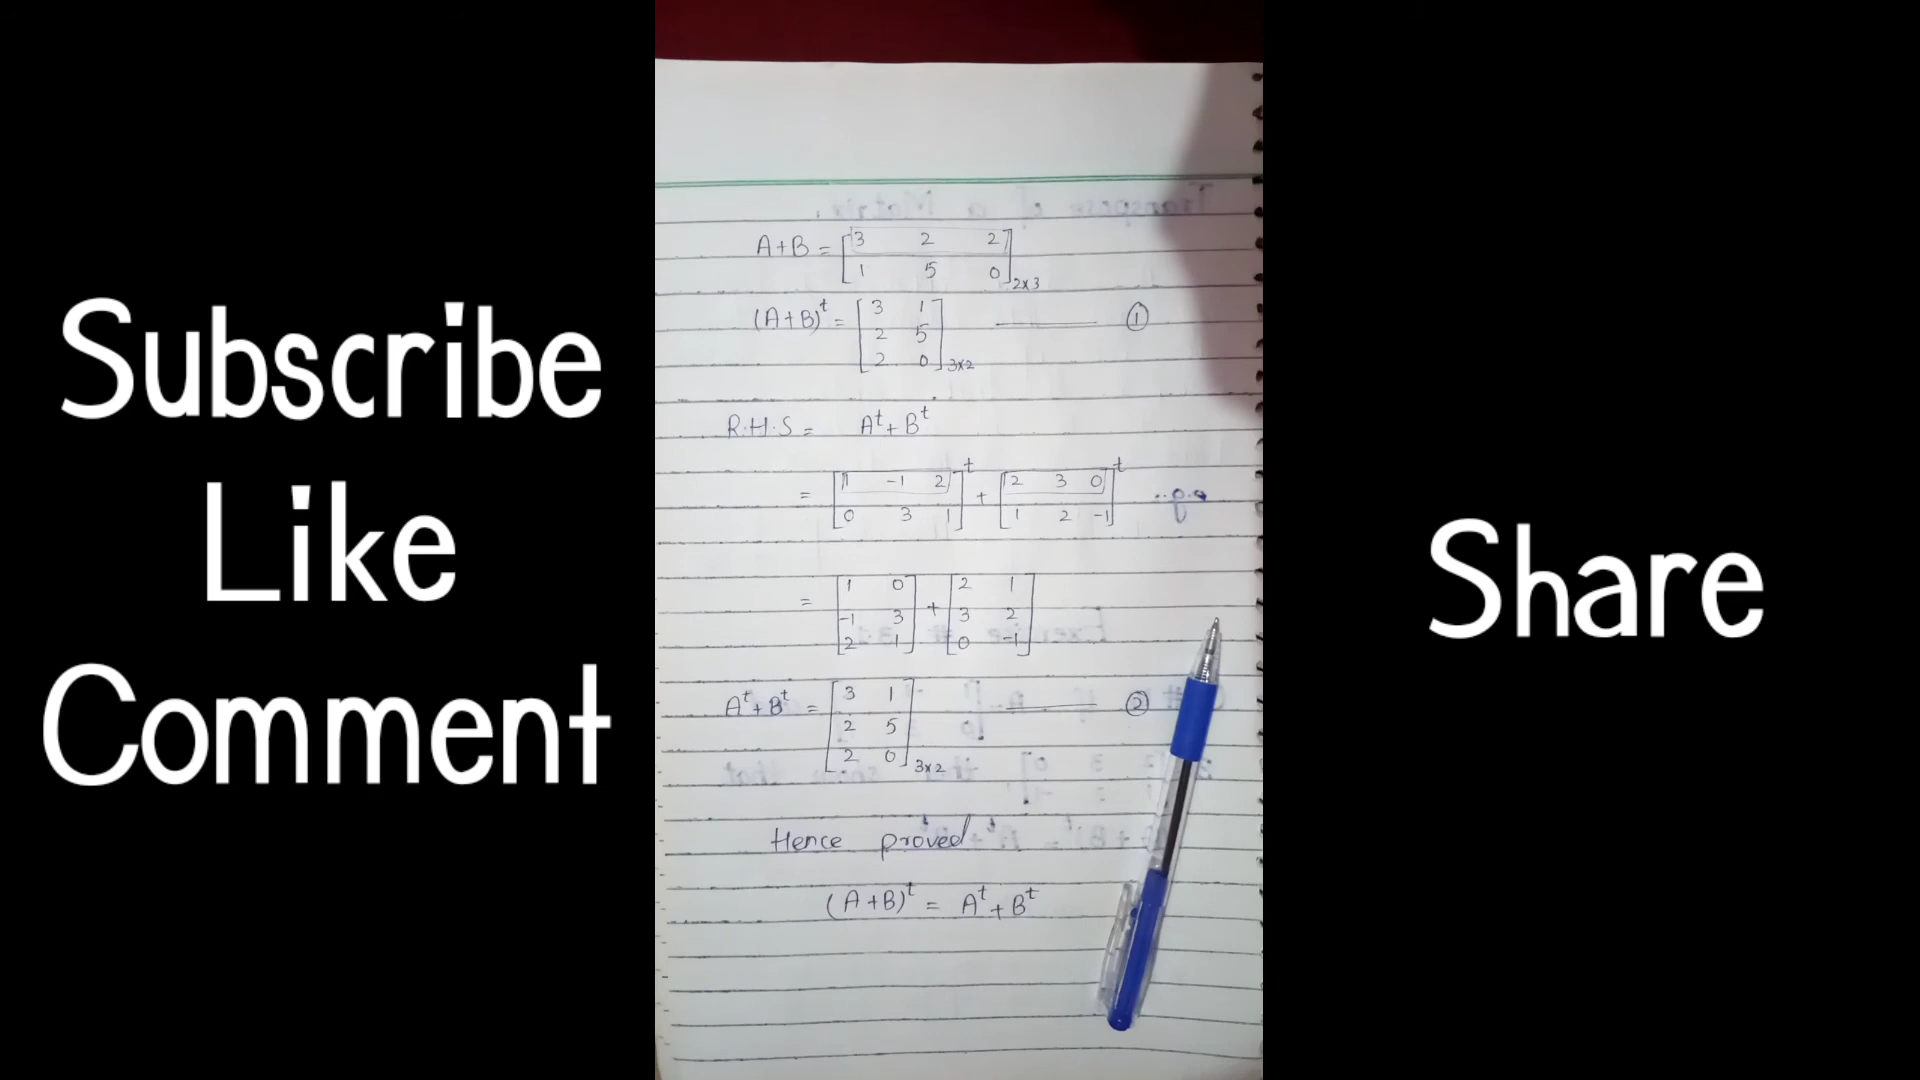 Subscribe
Like
Comment
A+B = [3 2 2
1 5 0] 2x3
(A+B)^t = [3 1
2 5
2 0] 3x2 ——— ①
R.H.S = A^t + B^t
= [1 -1 2
0 3 1]^t + [2 3 0
1 2 -1]^t
= [1 0
-1 3
2 1] + [2 1
3 2
0 -1]
A^t + B^t = [3 1
2 5
2 0] 3x2 ——— ②
Hence proved
(A+B)^t = A^t + B^t
Share